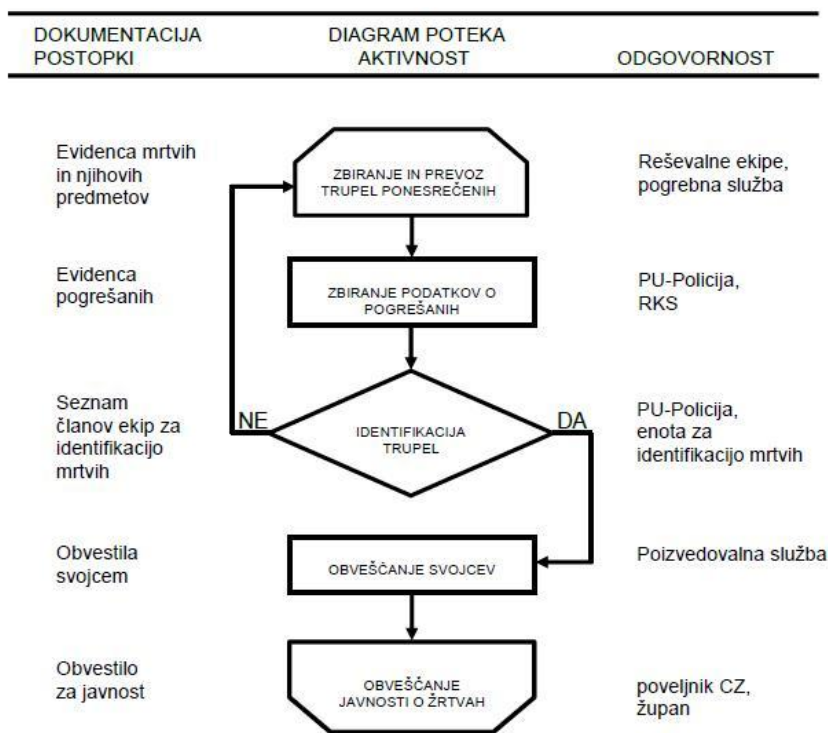 DOKUMENTACIJA
POSTOPKI
DIAGRAM POTEKA
AKTIVNOST
ODGOVORNOST
Evidenca mrtvih
in njihovih
predmetov
ZBIRANJE IN PREVOZ
TRUPEL PONESREČENIH
Reševalne ekipe,
pogrebna služba
Evidenca
pogrešanih
ZBIRANJE PODATKOV O
POGREŠANIH
PU-Policija,
RKS
Seznam
članov ekip za
identifikacijo
mrtvih
NE
IDENTIFIKACIJA
TRUPEL
DA
PU-Policija,
enota za
identifikacijo mrtvih
Obvestila
svojcem
OBVEŠČANJE SVOJCEV
Poizvedovalna služba
Obvestilo
za javnost
OBVEŠČANJE
JAVNOSTI O ŽRTVAH
poveljnik CZ,
župan